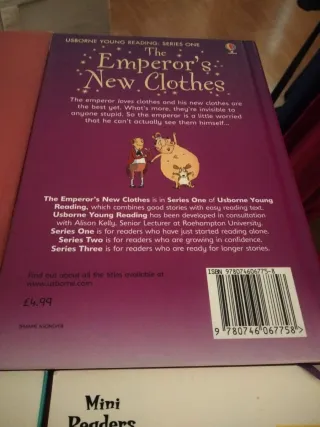 USBORNE YOUNG READING: SERIES ONE
The
Emperor's
New Clothes
The emperor loves clothes and his new clothes are
the best yet. What's more, they're invisible to
anyone stupid. So the emperor is a little worried
that he can't actually see them himself...
The Emperor's New Clothes is in Series One of Usborne Young
Reading, which combines good stories with easy reading text.
Usborne Young Reading has been developed in consultation
with Alison Kelly, Senior Lecturer at Roehampton University.
Series One is for readers who have just started reading alone.
Series Two is for readers who are growing in confidence.
Series Three is for readers who are ready for longer stories.
Find out about all the titles available at
www.usborne.com
£4.99
ISBN 978074606775-8
9 780746 067758
Mini
Readers